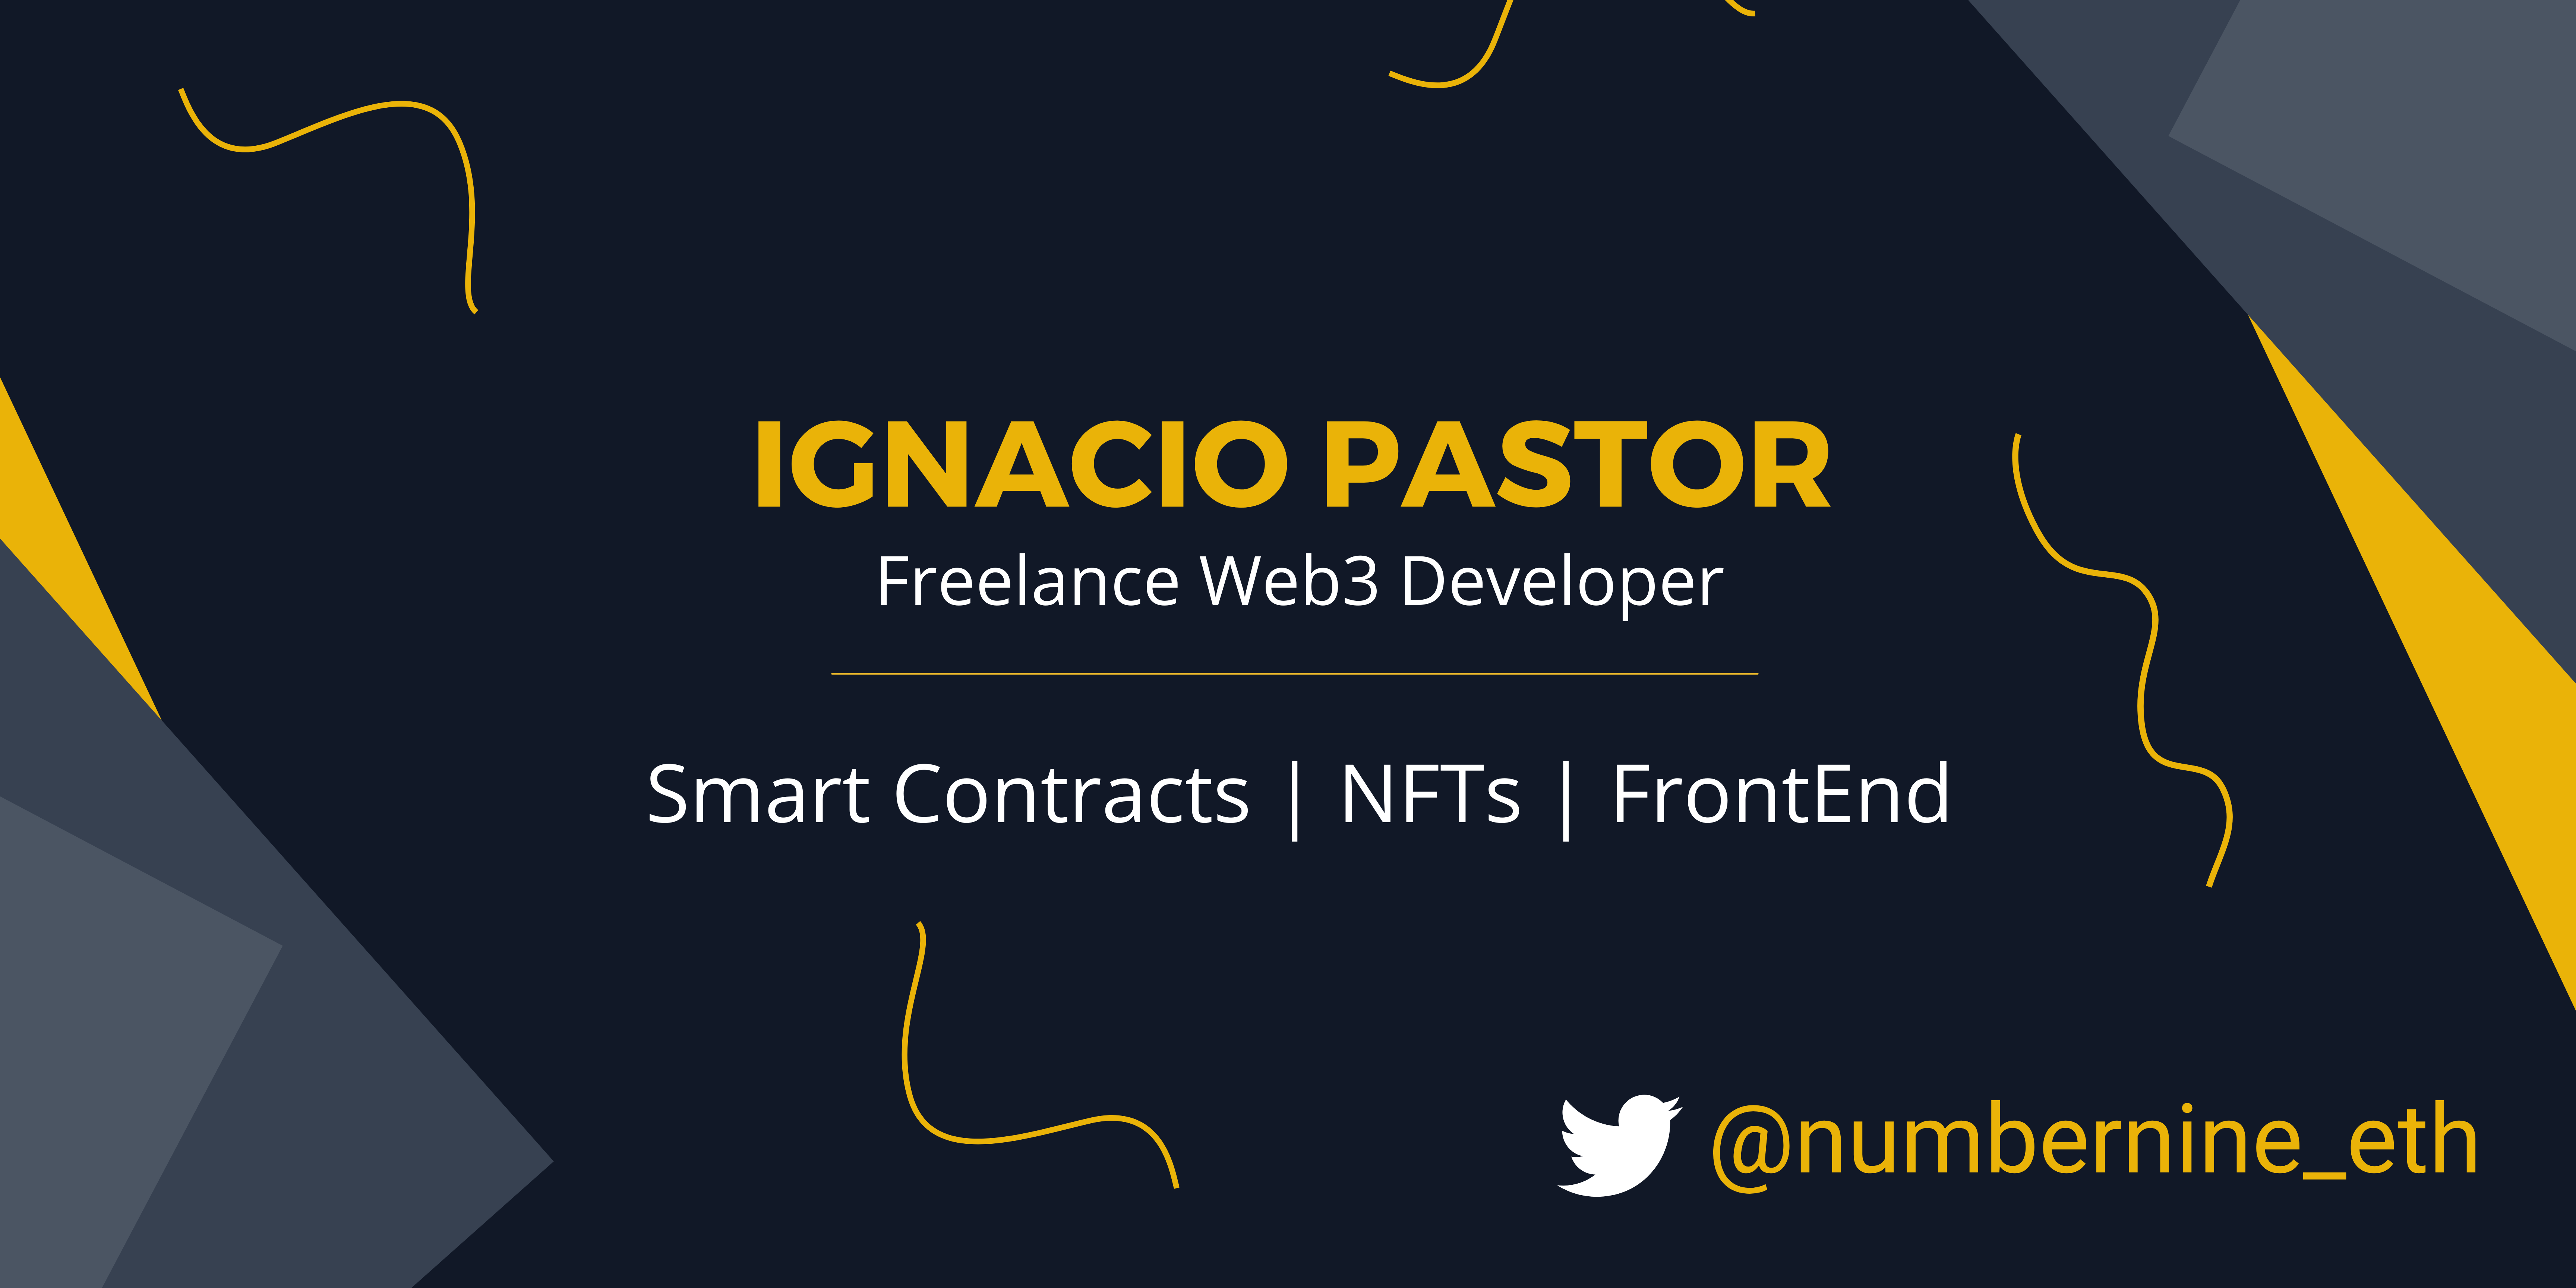 IGNACIO PASTOR
Freelance Web3 Developer
Smart Contracts | NFTs | FrontEnd
@numbernine_eth